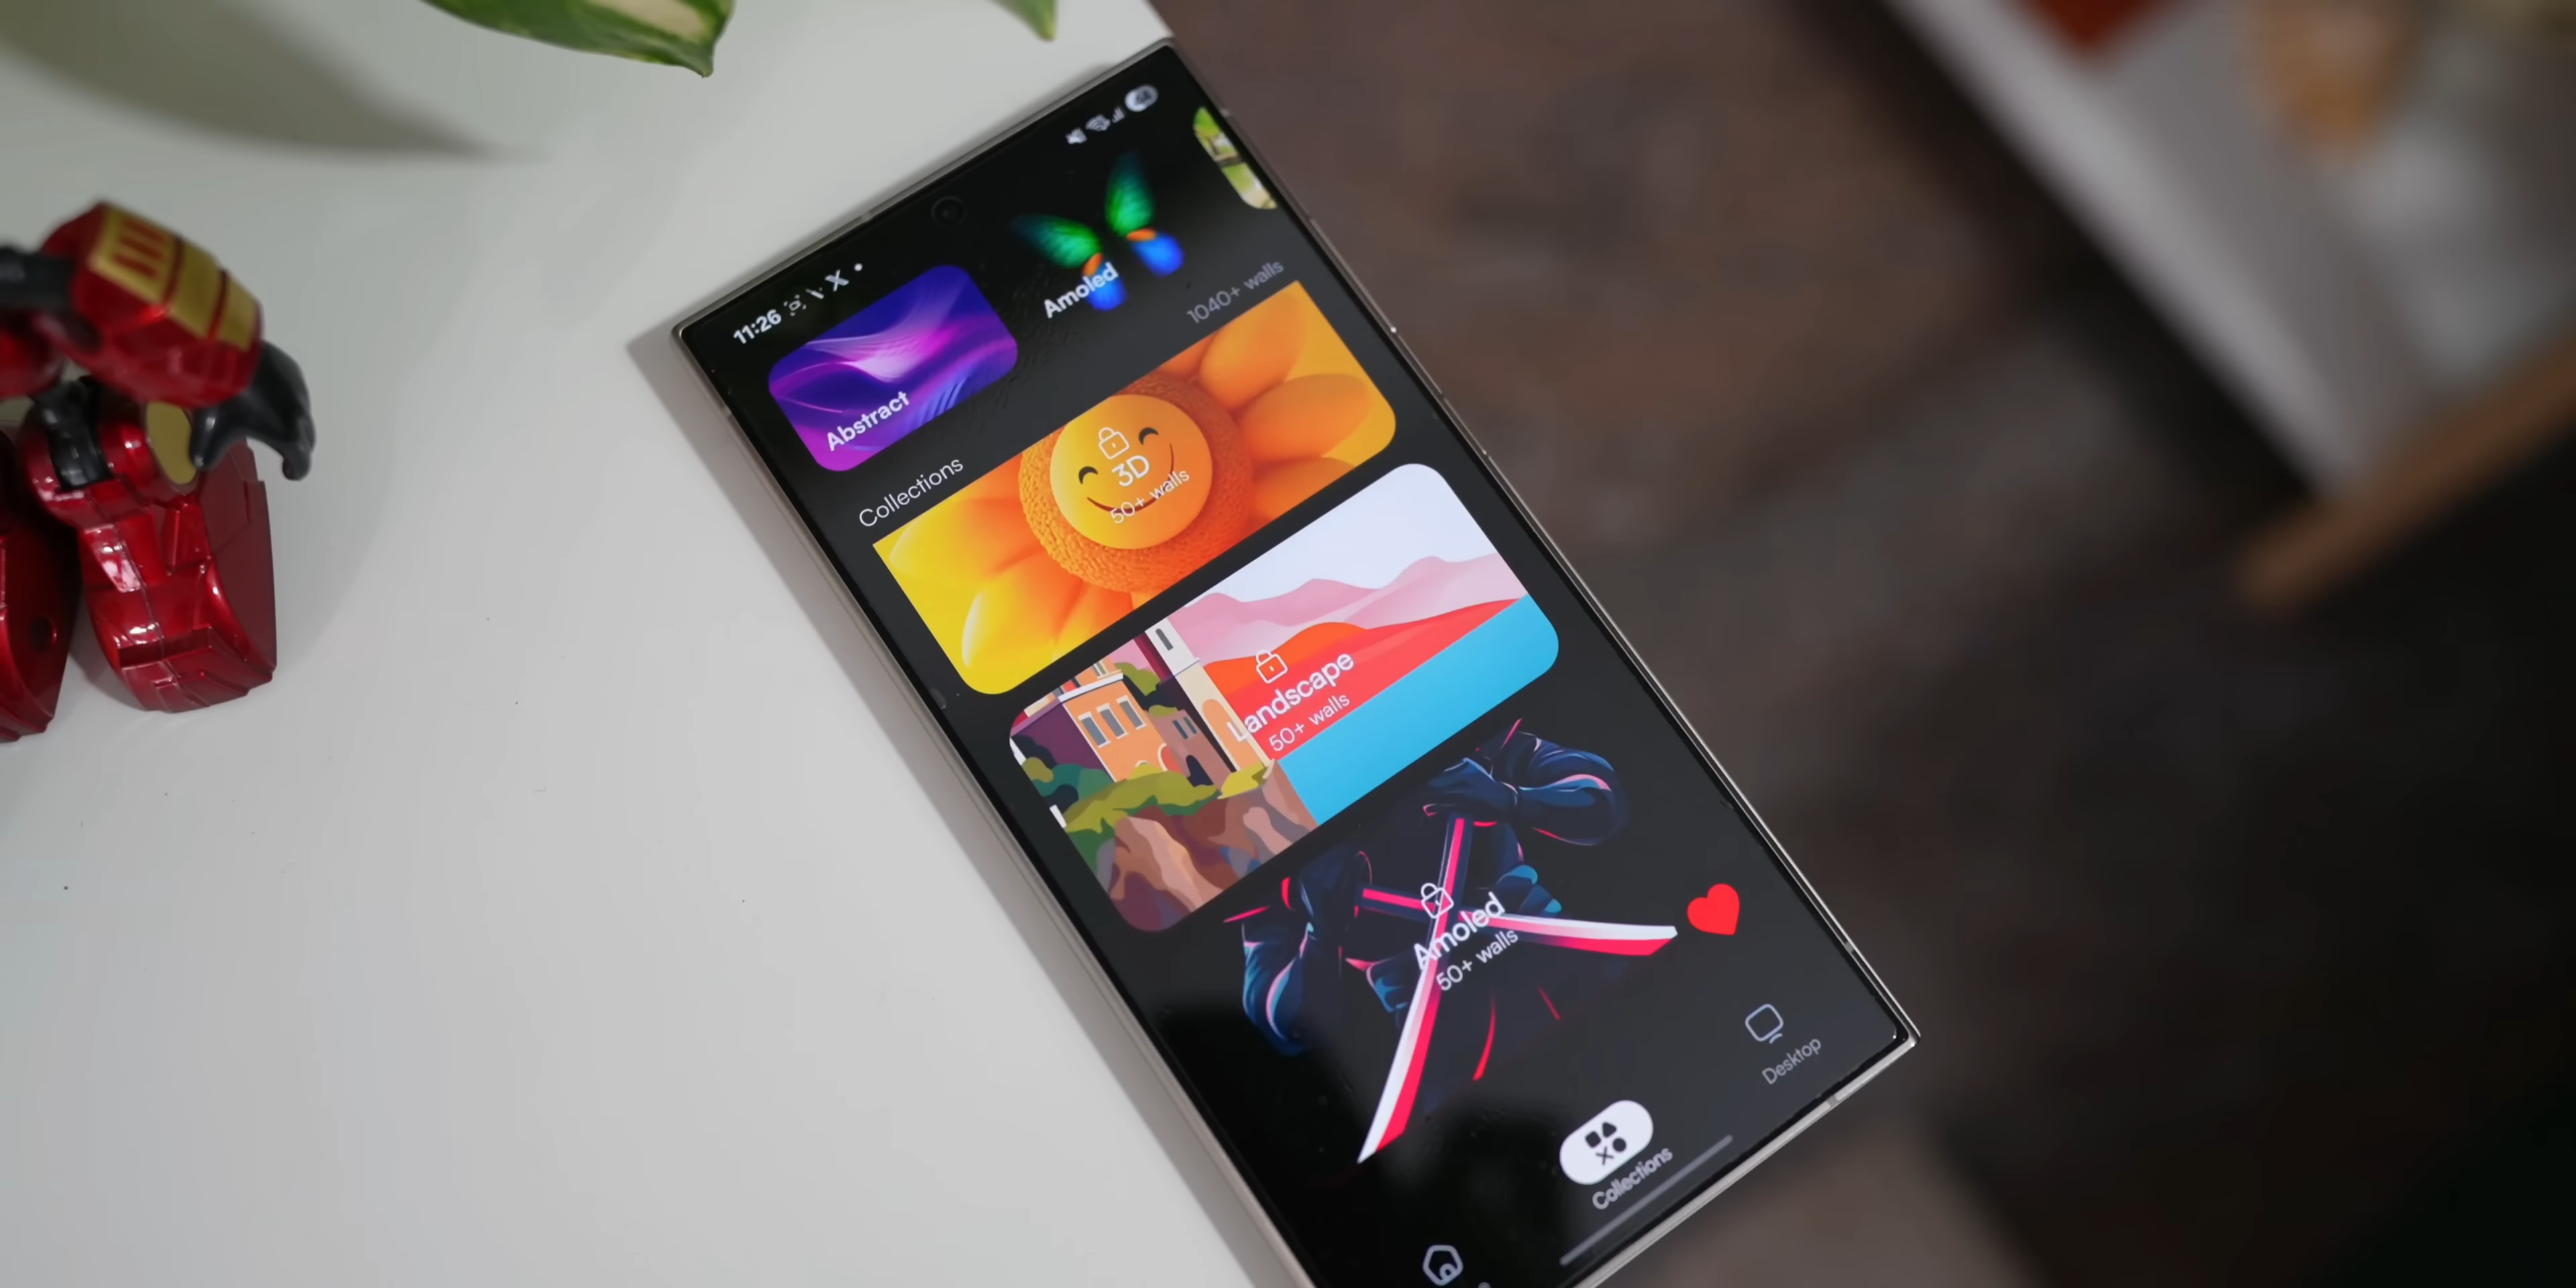 11:26
Abstract
Amoled
Collections
1040+ walls
3D
50+ walls
Landscape
50+ walls
Amoled
50+ walls
Collections
Desktop